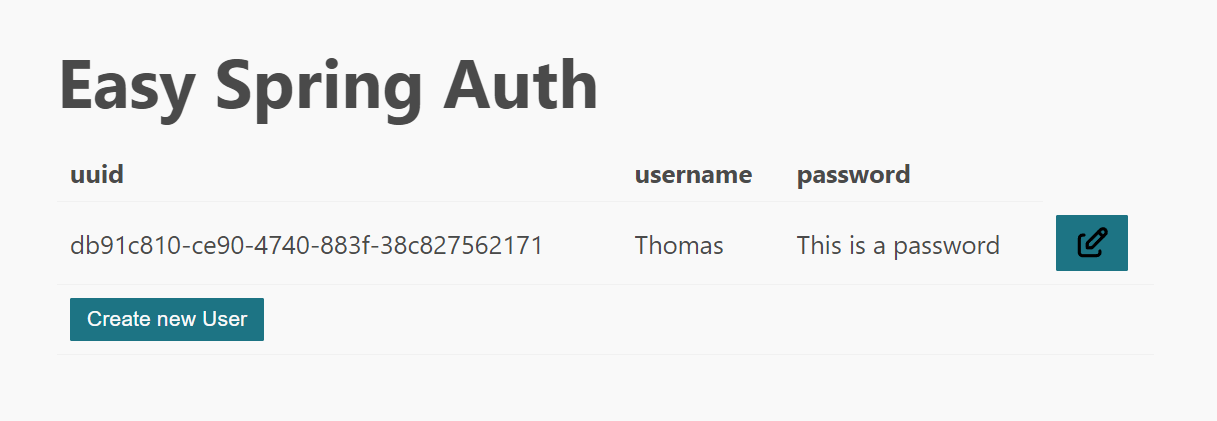 Easy Spring Auth
uuid username password
db91c810-ce90-4740-883f-38c827562171 Thomas This is a password
Create new User